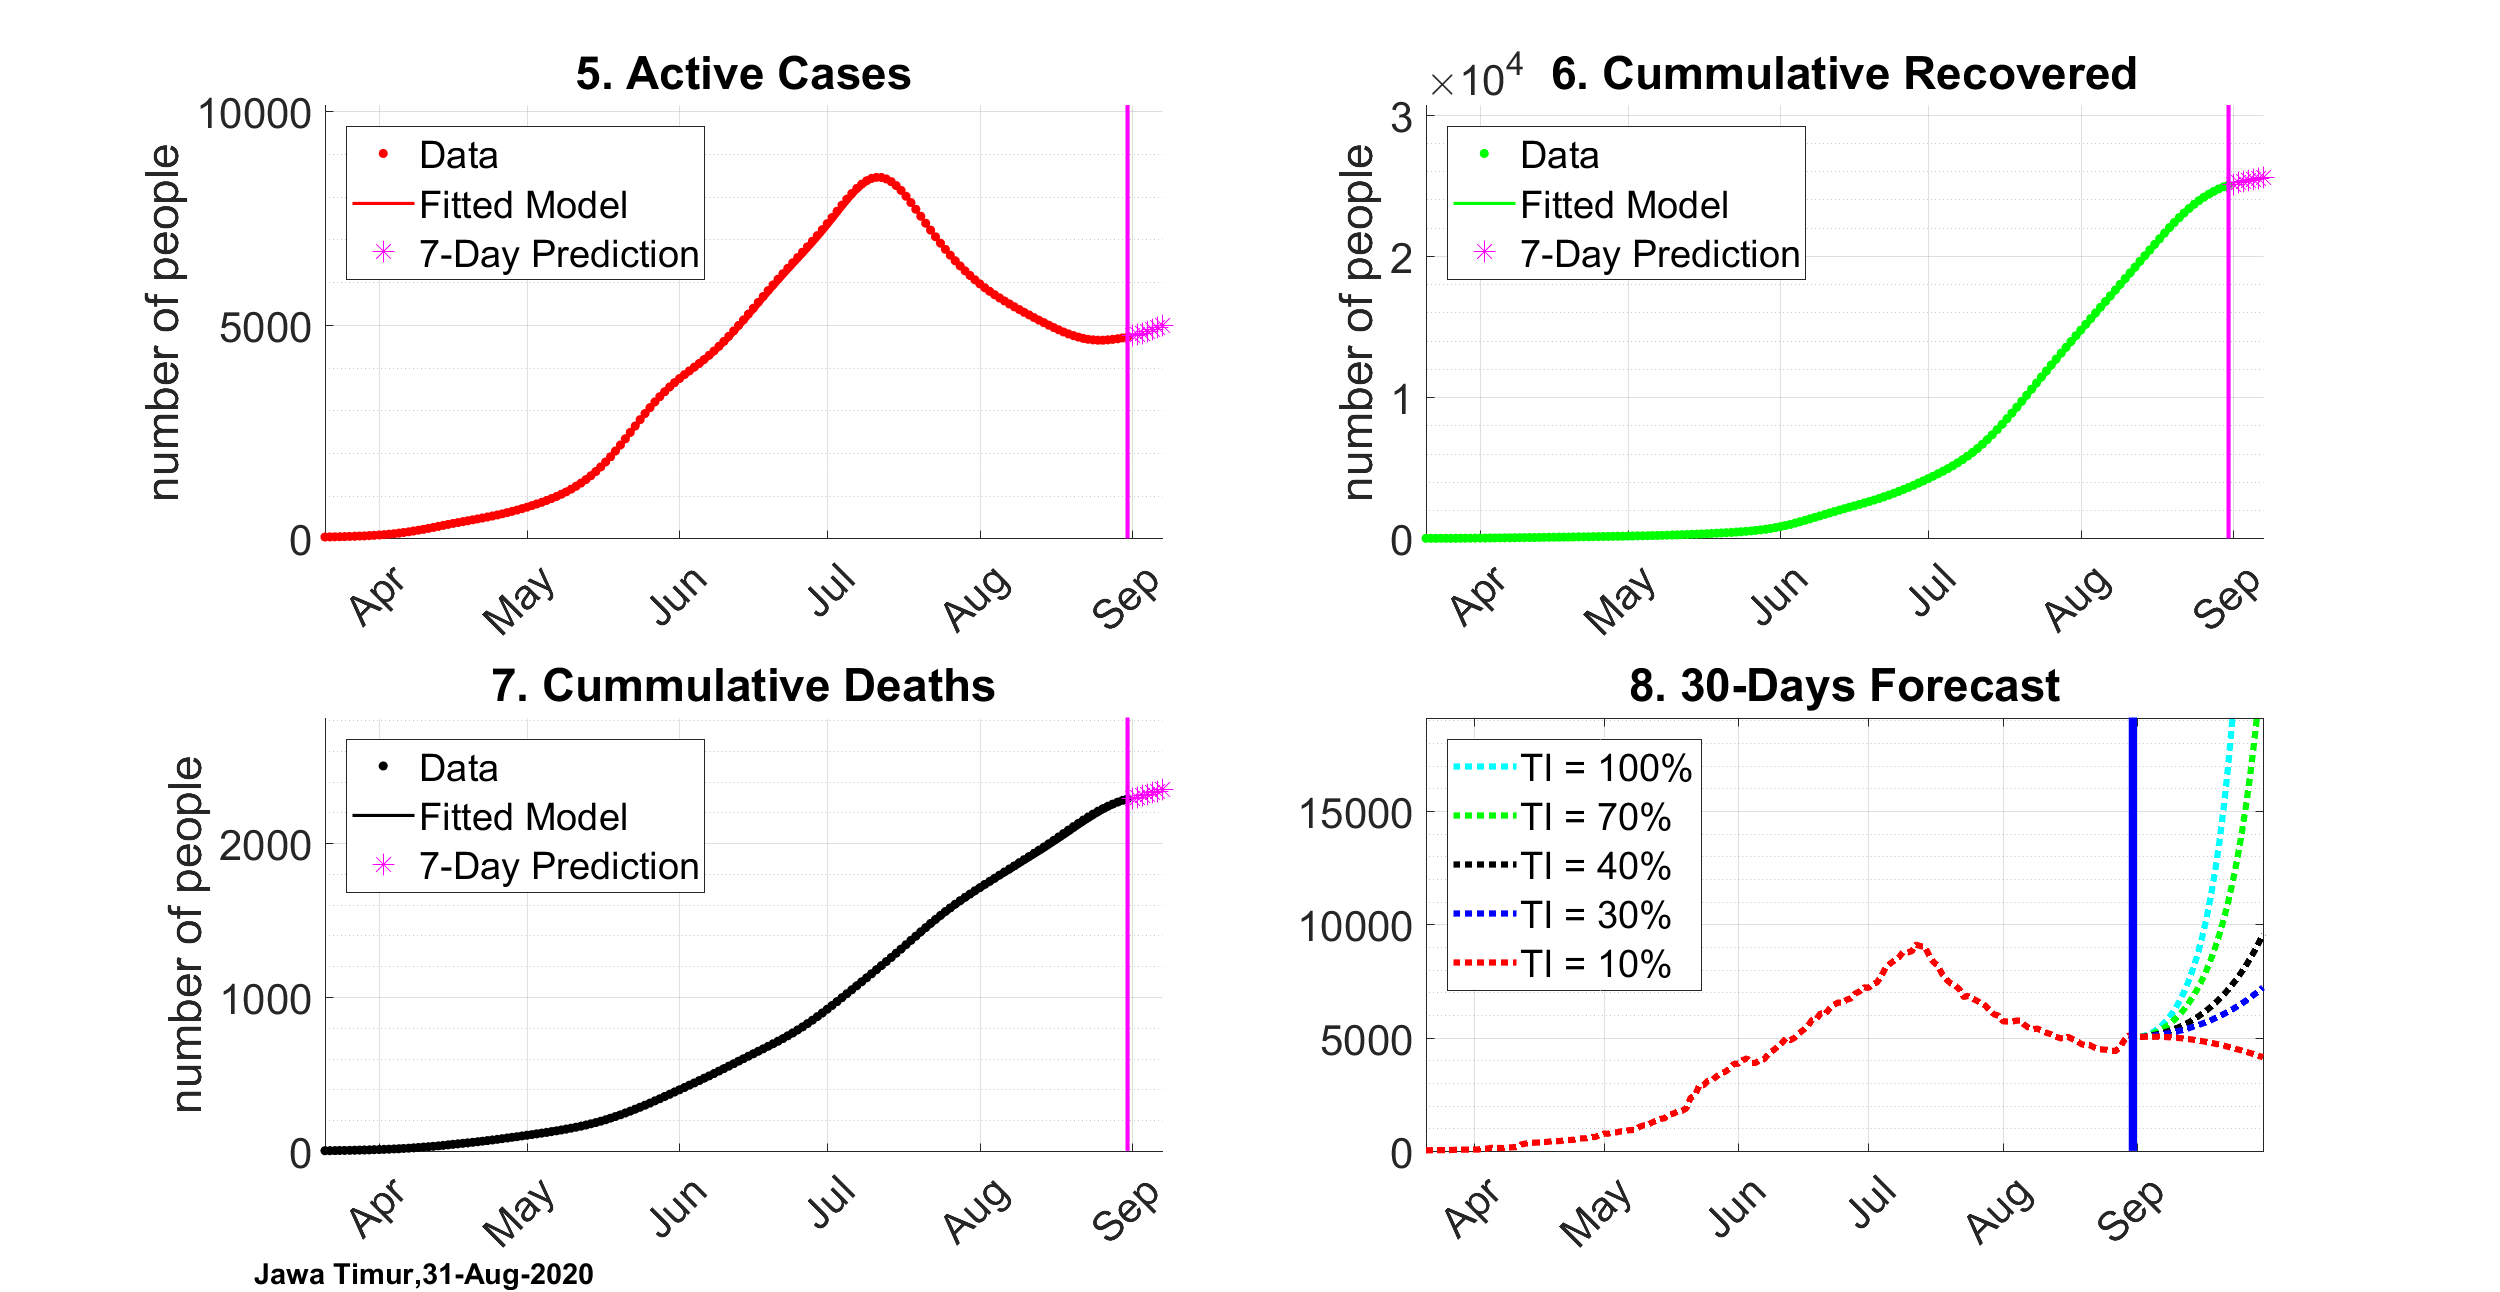 5. Active Cases
10000
5000
0
number of people
Data
Fitted Model
7-Day Prediction
Apr
May
Jun
Jul
Aug
Sep
×10⁴
6. Cummulative Recovered
3
2
1
0
number of people
Data
Fitted Model
7-Day Prediction
Apr
May
Jun
Jul
Aug
Sep
7. Cummulative Deaths
2000
1000
0
number of people
Data
Fitted Model
7-Day Prediction
Apr
May
Jun
Jul
Aug
Sep
8. 30-Days Forecast
15000
10000
5000
0
TI = 100%
TI = 70%
TI = 40%
TI = 30%
TI = 10%
Apr
May
Jun
Jul
Aug
Sep
Jawa Timur,31-Aug-2020